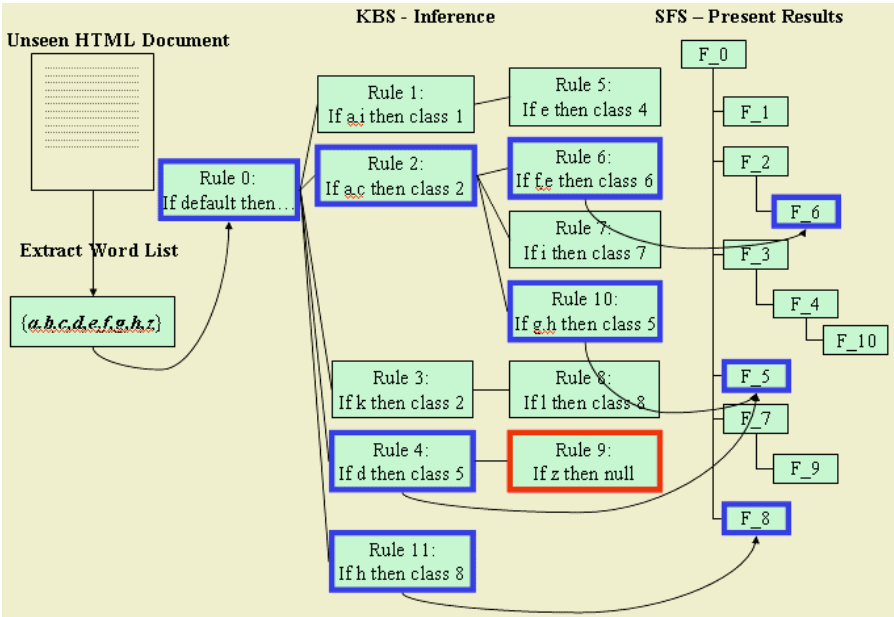 KBS - Inference
SFS – Present Results
Unseen HTML Document
Extract Word List
{a,b,c,d,e,f,g,h,z}
Rule 0:
If default then…
Rule 1:
If a,i then class 1
Rule 2:
If a,c then class 2
Rule 3:
If k then class 2
Rule 4:
If d then class 5
Rule 11:
If h then class 8
Rule 5:
If e then class 4
Rule 6:
If f,e then class 6
Rule 7:
If i then class 7
Rule 10:
If g,h then class 5
Rule 8:
If l then class 8
Rule 9:
If z then null
F_0
F_1
F_2
F_6
F_3
F_4
F_10
F_5
F_7
F_9
F_8